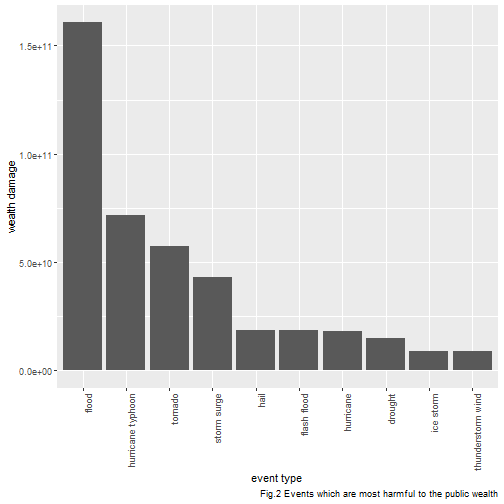 1.5e+11
1.0e+11
5.0e+10
0.0e+00
wealth damage
flood
hurricane typhoon
tornado
storm surge
hail
flash flood
hurricane
drought
ice storm
thunderstorm wind
event type
Fig.2 Events which are most harmful to the public wealth